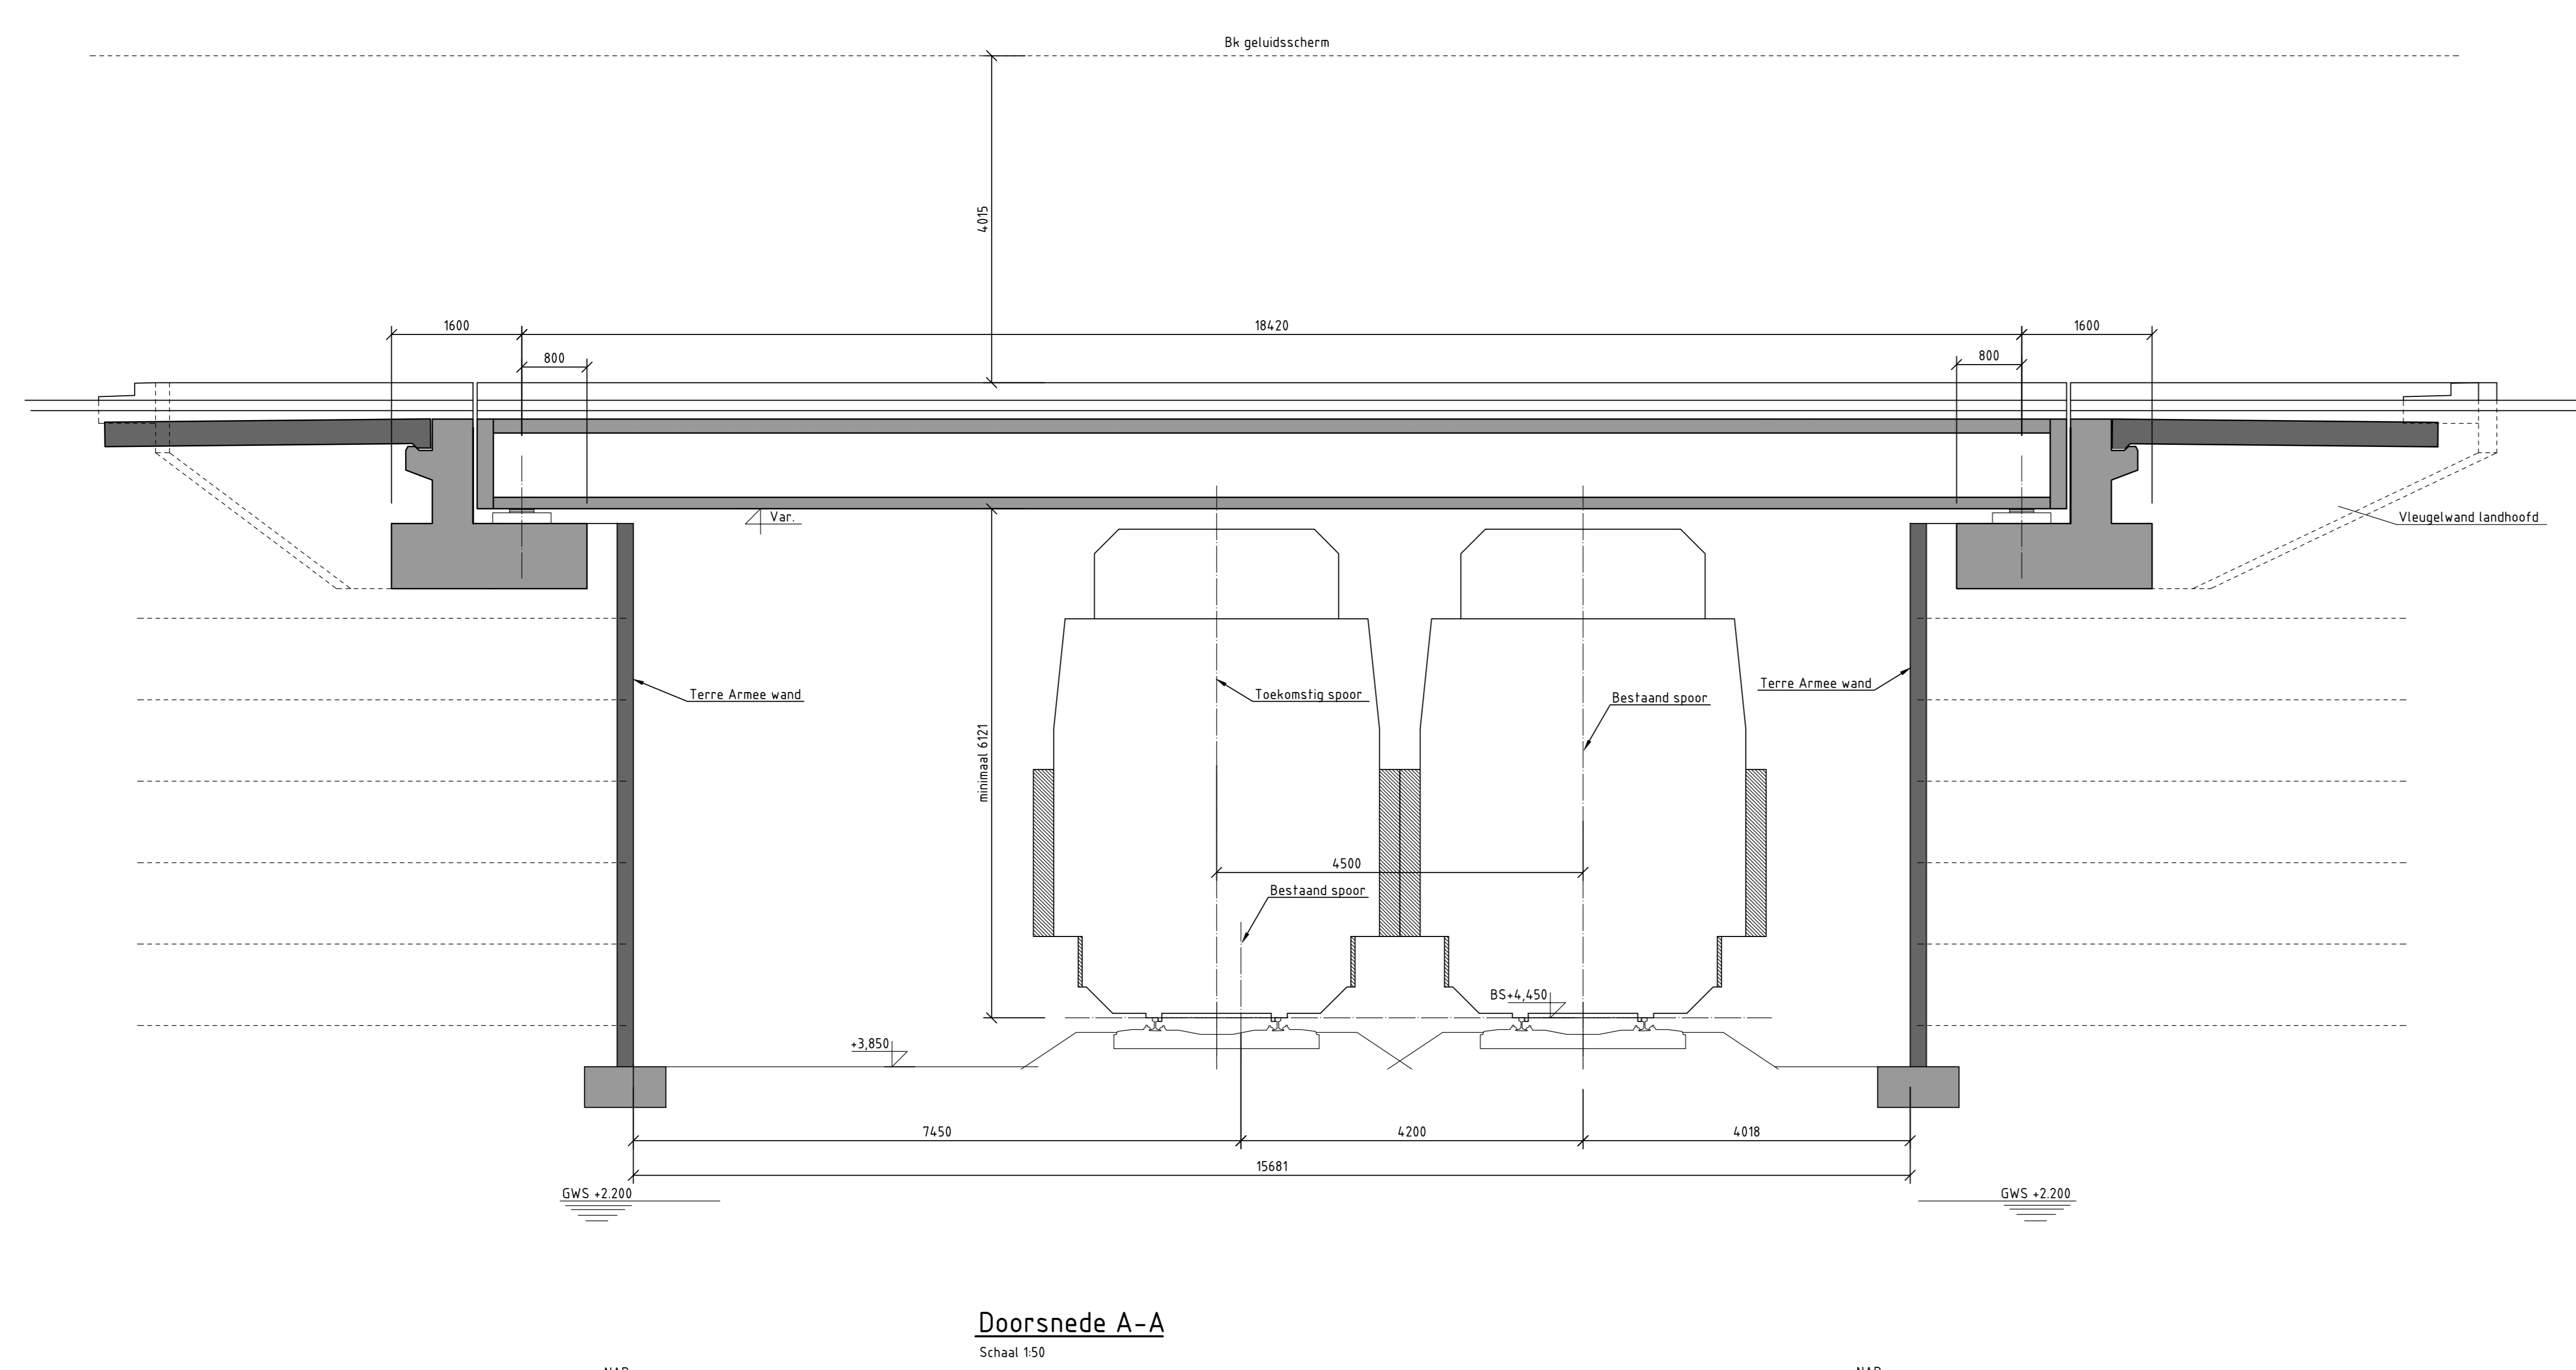 Bk geluidsscherm
4015
1600
18420
1600
800
800
Var.
Vleugelwand landhoofd
Terre Armee wand
Toekomstig spoor
Bestaand spoor
Terre Armee wand
minimaal 6121
4500
Bestaand spoor
BS+4,450
+3,850
7450
4200
4018
15681
GWS +2.200
GWS +2.200
Doorsnede A-A
Schaal 1:50